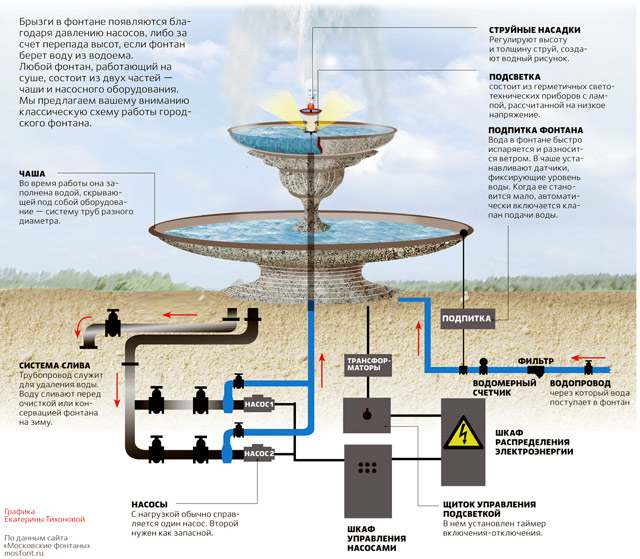 Брызги в фонтане появляются бла-
годаря давлению насосов, либо за
счет перепада высот, если фонтан
берет воду из водоема.
Любой фонтан, работающий на
суше, состоит из двух частей —
чаши и насосного оборудования.
Мы предлагаем вашему вниманию
классическую схему работы город-
ского фонтана.
СТРУЙНЫЕ НАСАДКИ
Регулируют высоту
и толщину струй, созда-
ют водный рисунок.
ПОДСВЕТКА
состоит из герметичных свето-
технических приборов с лам-
пой, рассчитанной на низкое
напряжение.
ПОДПИТКА ФОНТАНА
Вода в фонтане быстро
испаряется и разносит-
ся ветром. В чаше уста-
навливают датчики,
фиксирующие уровень
воды. Когда ее стано-
вится мало, автомати-
чески включается кла-
пан подачи воды.
ЧАША
Во время работы она за-
полнена водой, скрываю-
щей под собой оборудова-
ние — систему труб разного
диаметра.
ПОДПИТКА
СИСТЕМА СЛИВА
Трубопровод служит
для удаления воды.
Воду сливают перед
очисткой или кон-
сервацией фонтана
на зиму.
ТРАНСФОР-
МАТОРЫ
ФИЛЬТР
ВОДОМЕРНЫЙ
СЧЕТЧИК
ВОДОПРОВОД
через который вода
поступает в фонтан
НАСОС1
НАСОС2
ШКАФ
РАСПРЕДЕЛЕНИЯ
ЭЛЕКТРОЭНЕРГИИ
НАСОСЫ
С нагрузкой обычно справ-
ляется один насос. Второй
нужен как запасной.
ШКАФ
УПРАВЛЕНИЯ
НАСОСАМИ
ЩИТОК УПРАВЛЕНИЯ
ПОДСВЕТКОЙ
В нем установлен таймер
включения-отключения.
Графика
Екатерины Тихоновой
По данным сайта
«Московские фонтаны»
mosfont.ru